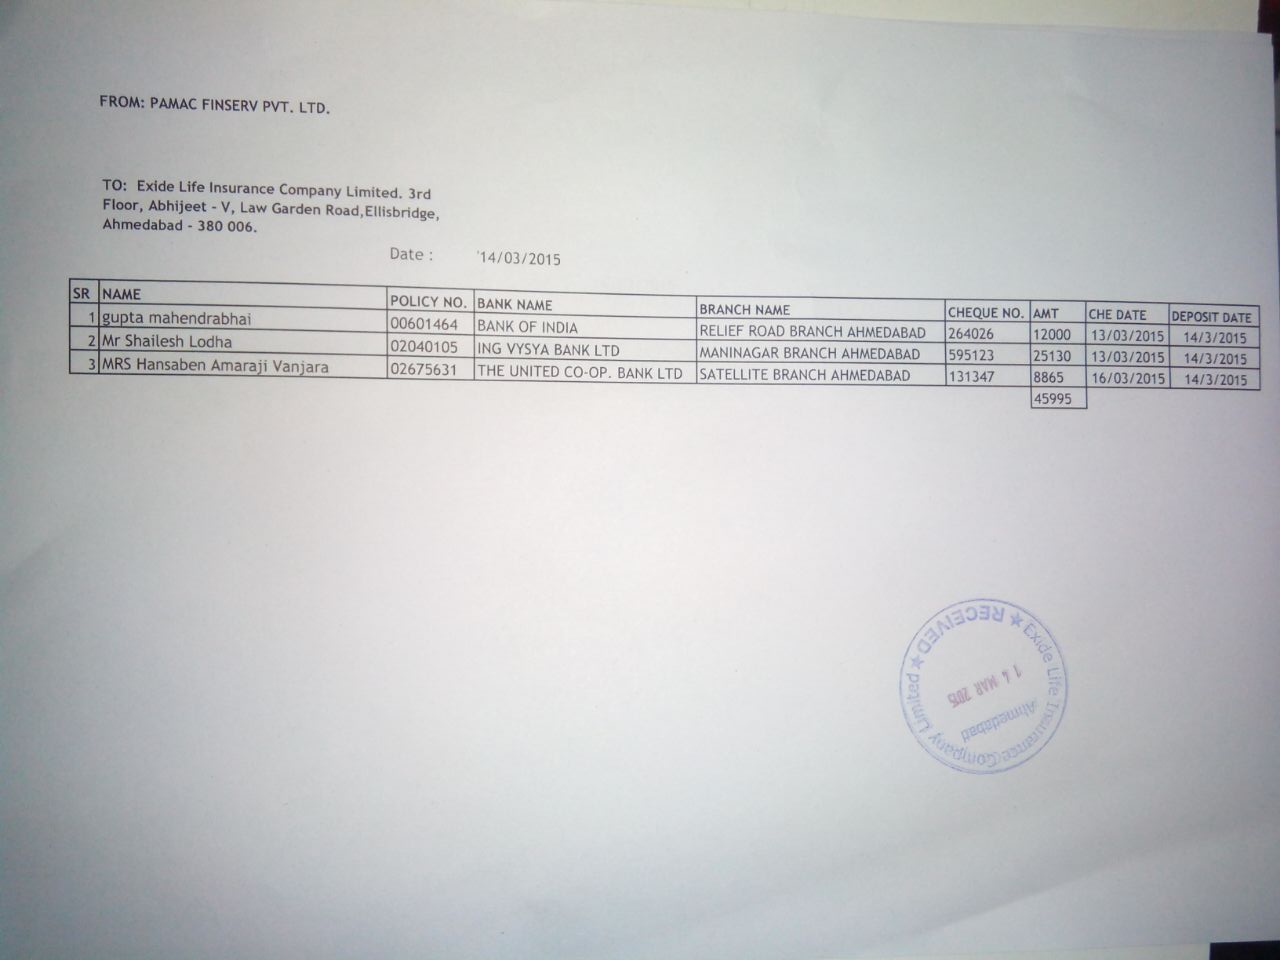 FROM: PAMAC FINSERV PVT. LTD.
TO: Exide Life Insurance Company Limited. 3rd
Floor, Abhijeet - V, Law Garden Road,Ellisbridge,
Ahmedabad - 380 006.
Date : '14/03/2015
SR NAME POLICY NO. BANK NAME BRANCH NAME CHEQUE NO. AMT CHE DATE DEPOSIT DATE
1 gupta mahendrabhai 00601464 BANK OF INDIA RELIEF ROAD BRANCH AHMEDABAD 264026 12000 13/03/2015 14/3/2015
2 Mr Shailesh Lodha 02040105 ING VYSYA BANK LTD MANINAGAR BRANCH AHMEDABAD 595123 25130 13/03/2015 14/3/2015
3 MRS Hansaben Amaraji Vanjara 02675631 THE UNITED CO-OP. BANK LTD SATELLITE BRANCH AHMEDABAD 131347 8865 16/03/2015 14/3/2015
45995
Exide Life Insurance Company Limited
★ RECEIVED ★
14 MAR 2015
Ahmedabad